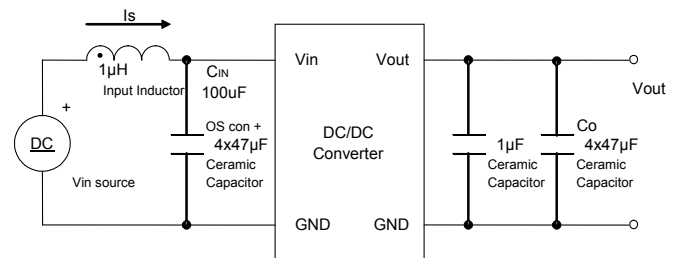 Is
1µH
Input Inductor
CIN
100uF
OS con +
4x47µF
Ceramic
Capacitor
+
DC
Vin source
Vin
Vout
DC/DC
Converter
GND
GND
1µF
Ceramic
Capacitor
Co
4x47µF
Ceramic
Capacitor
Vout